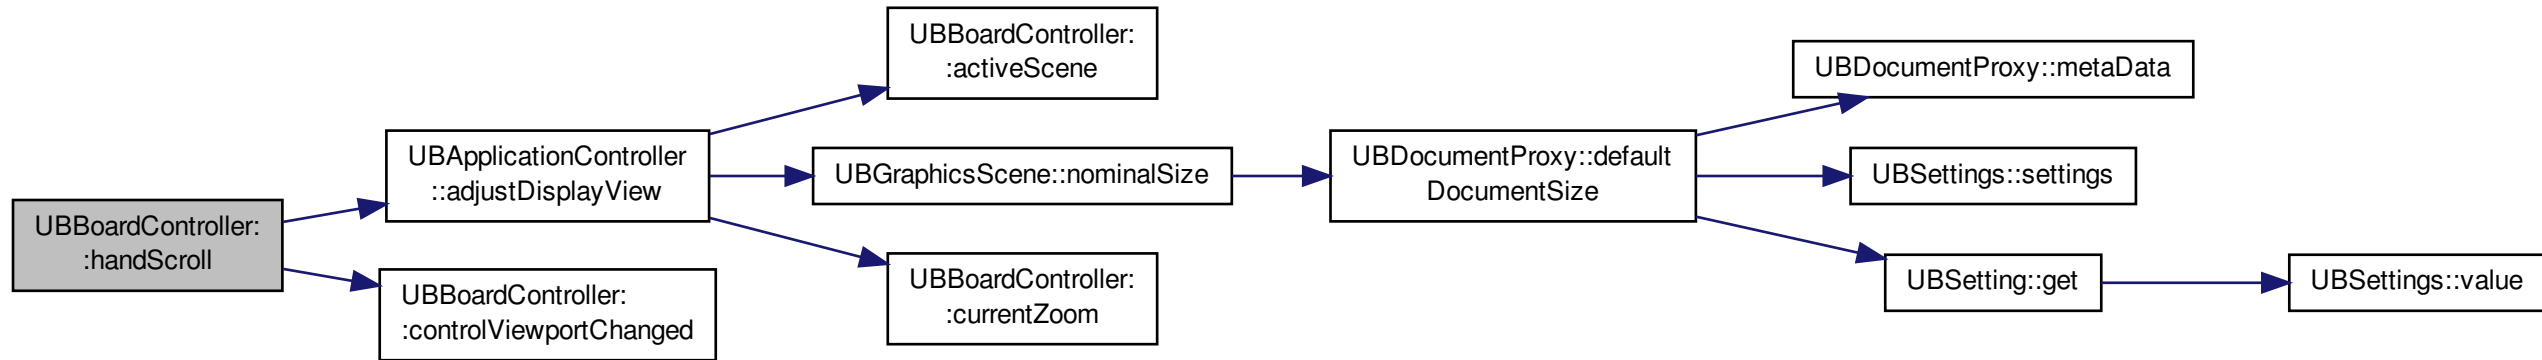 UBBoardController:
:handScroll
UBApplicationController
::adjustDisplayView
UBBoardController:
:controlViewportChanged
UBBoardController:
:activeScene
UBGraphicsScene::nominalSize
UBBoardController:
:currentZoom
UBDocumentProxy::default
DocumentSize
UBDocumentProxy::metaData
UBSettings::settings
UBSetting::get
UBSettings::value